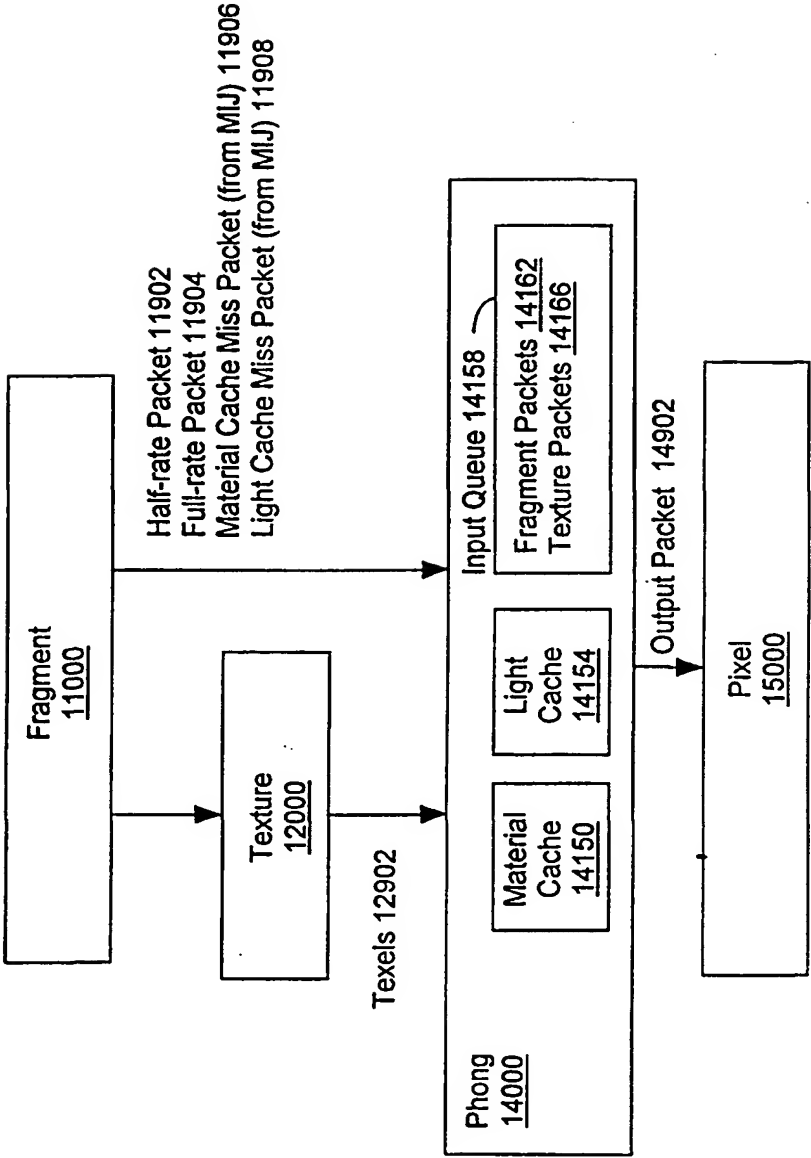 Fragment
11000
Half-rate Packet 11902
Full-rate Packet 11904
Material Cache Miss Packet (from MIJ) 11906
Light Cache Miss Packet (from MIJ) 11908
Texture
12000
Texels 12902
Phong
14000
Material
Cache
14150
Light
Cache
14154
Input Queue 14158
Fragment Packets 14162
Texture Packets 14166
Output Packet 14902
Pixel
15000